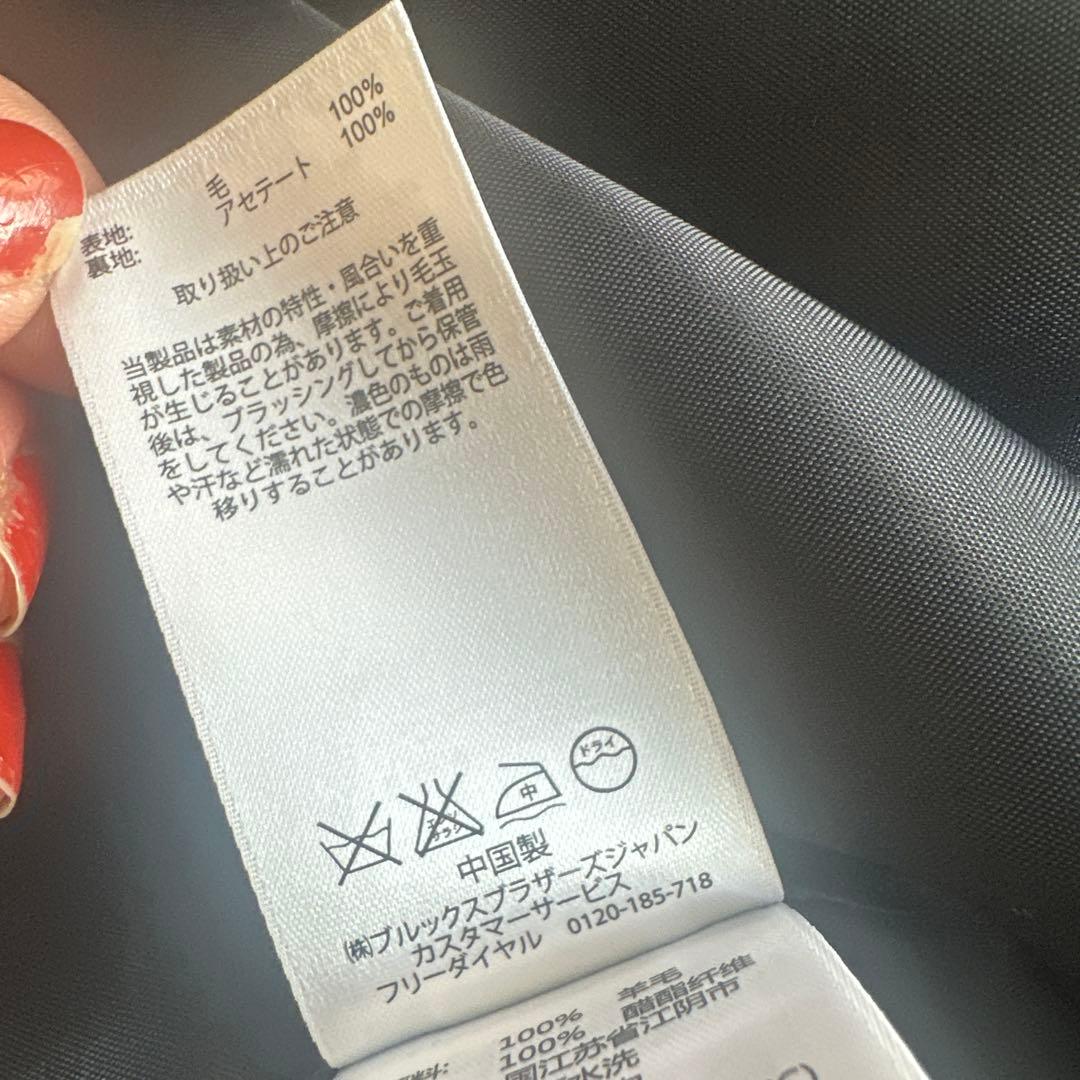 表地: 毛 100%
裏地: アセテート 100%
取り扱い上のご注意
当製品は素材の特性・風合いを重
視した製品の為、摩擦により毛玉
が生じることがあります。ご着用
後は、ブラッシングしてから保管
をしてください。濃色のものは雨
や汗など濡れた状態での摩擦で色
移りすることがあります。
中
ドライ
中国製
㈱ブルックスブラザーズジャパン
カスタマーサービス
フリーダイヤル 0120-185-718
100% 羊毛
料: 100% 醋酯纤维
国江苏省江阴市
水洗